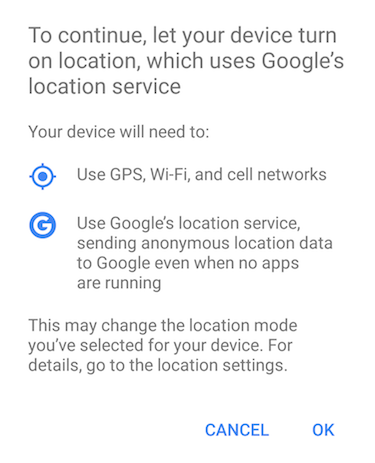 To continue, let your device turn
on location, which uses Google’s
location service
Your device will need to:
Use GPS, Wi-Fi, and cell networks
G
Use Google’s location service,
sending anonymous location data
to Google even when no apps
are running
This may change the location mode
you’ve selected for your device. For
details, go to the location settings.
CANCEL OK